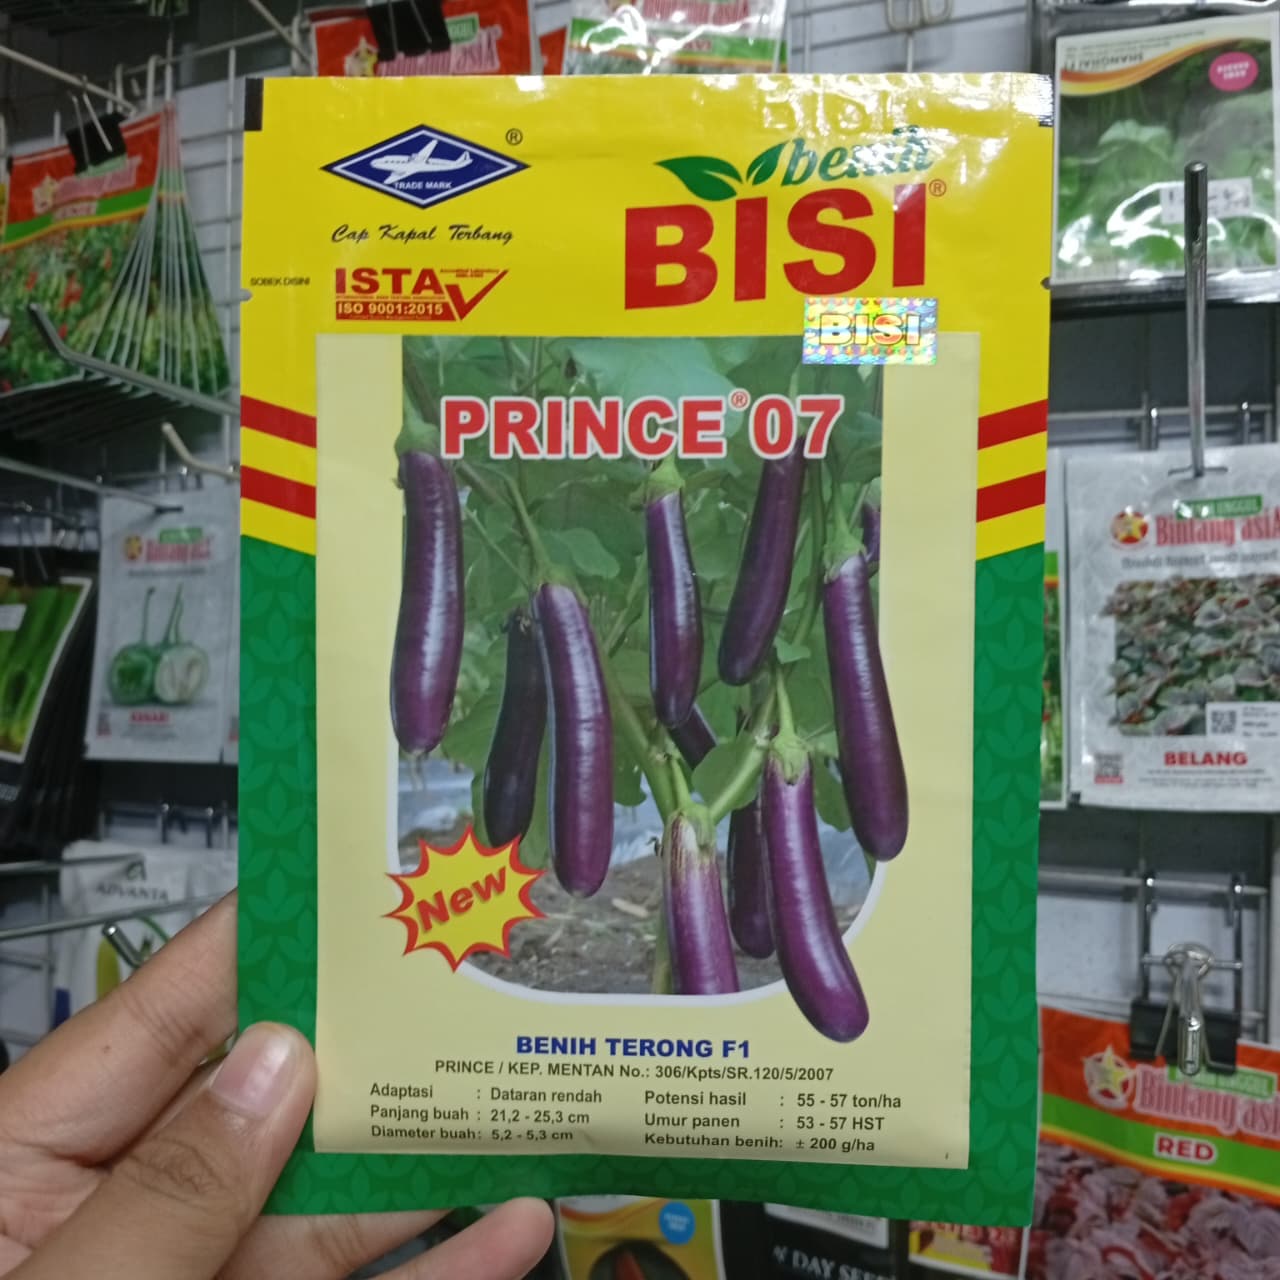 TRADE MARK
®
Cap Kapal Terbang
benih
BISI®
SOBEK DISINI
ISTA
ISO 9001:2015
BISI
PRINCE® 07
New
BENIH TERONG F1
PRINCE / KEP. MENTAN No.: 306/Kpts/SR.120/5/2007
Adaptasi : Dataran rendah
Panjang buah : 21,2 - 25,3 cm
Diameter buah: 5,2 - 5,3 cm
Potensi hasil : 55 - 57 ton/ha
Umur panen : 53 - 57 HST
Kebutuhan benih: ± 200 g/ha
Bintang asia
BELANG
Bintang asia
RED
ADVANTA